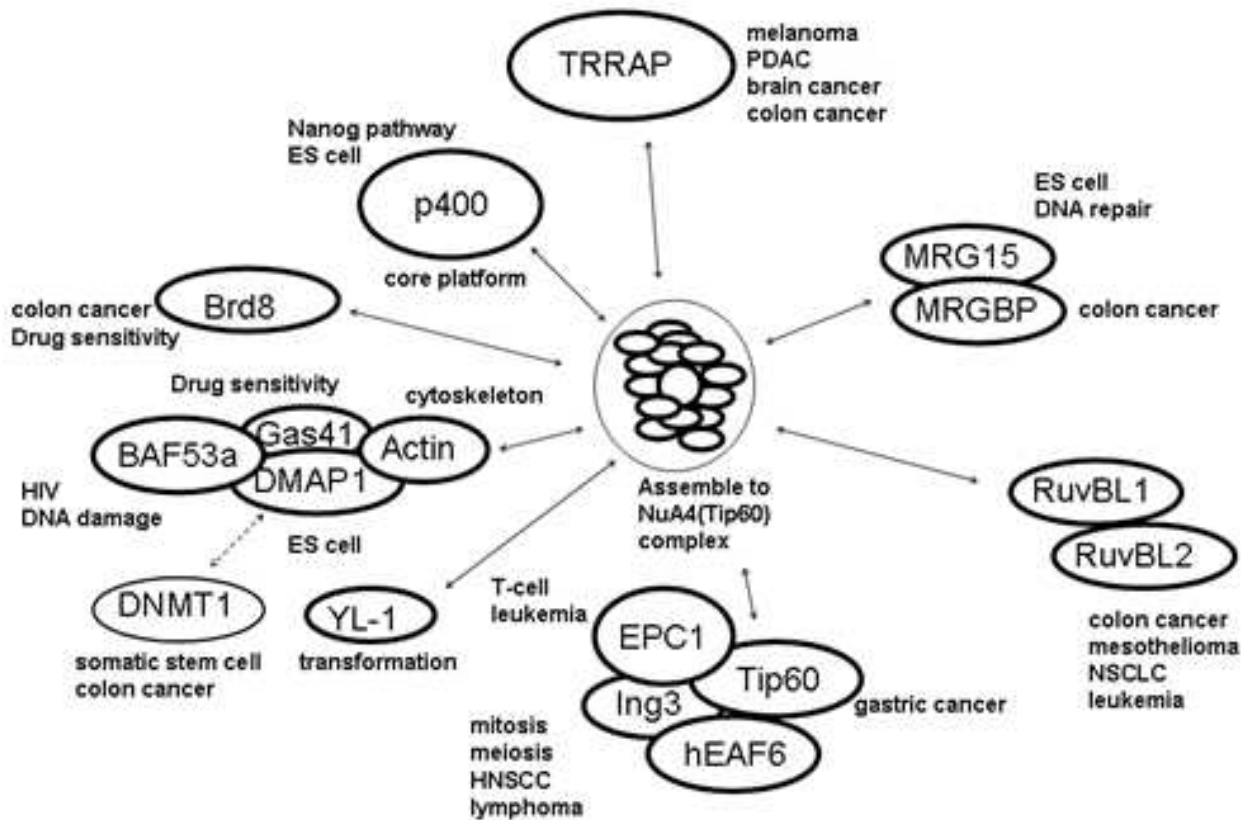 TRRAP
melanoma
PDAC
brain cancer
colon cancer
Nanog pathway
ES cell
p400
core platform
ES cell
DNA repair
MRG15
MRGBP
colon cancer
Brd8
colon cancer
Drug sensitivity
Drug sensitivity
cytoskeleton
Gas41
Actin
BAF53a
DMAP1
HIV
DNA damage
ES cell
DNMT1
somatic stem cell
colon cancer
YL-1
transformation
Assemble to
NuA4(Tip60)
complex
RuvBL1
RuvBL2
colon cancer
mesothelioma
NSCLC
leukemia
T-cell
leukemia
EPC1
Tip60
Ing3
hEAF6
gastric cancer
mitosis
meiosis
HNSCC
lymphoma